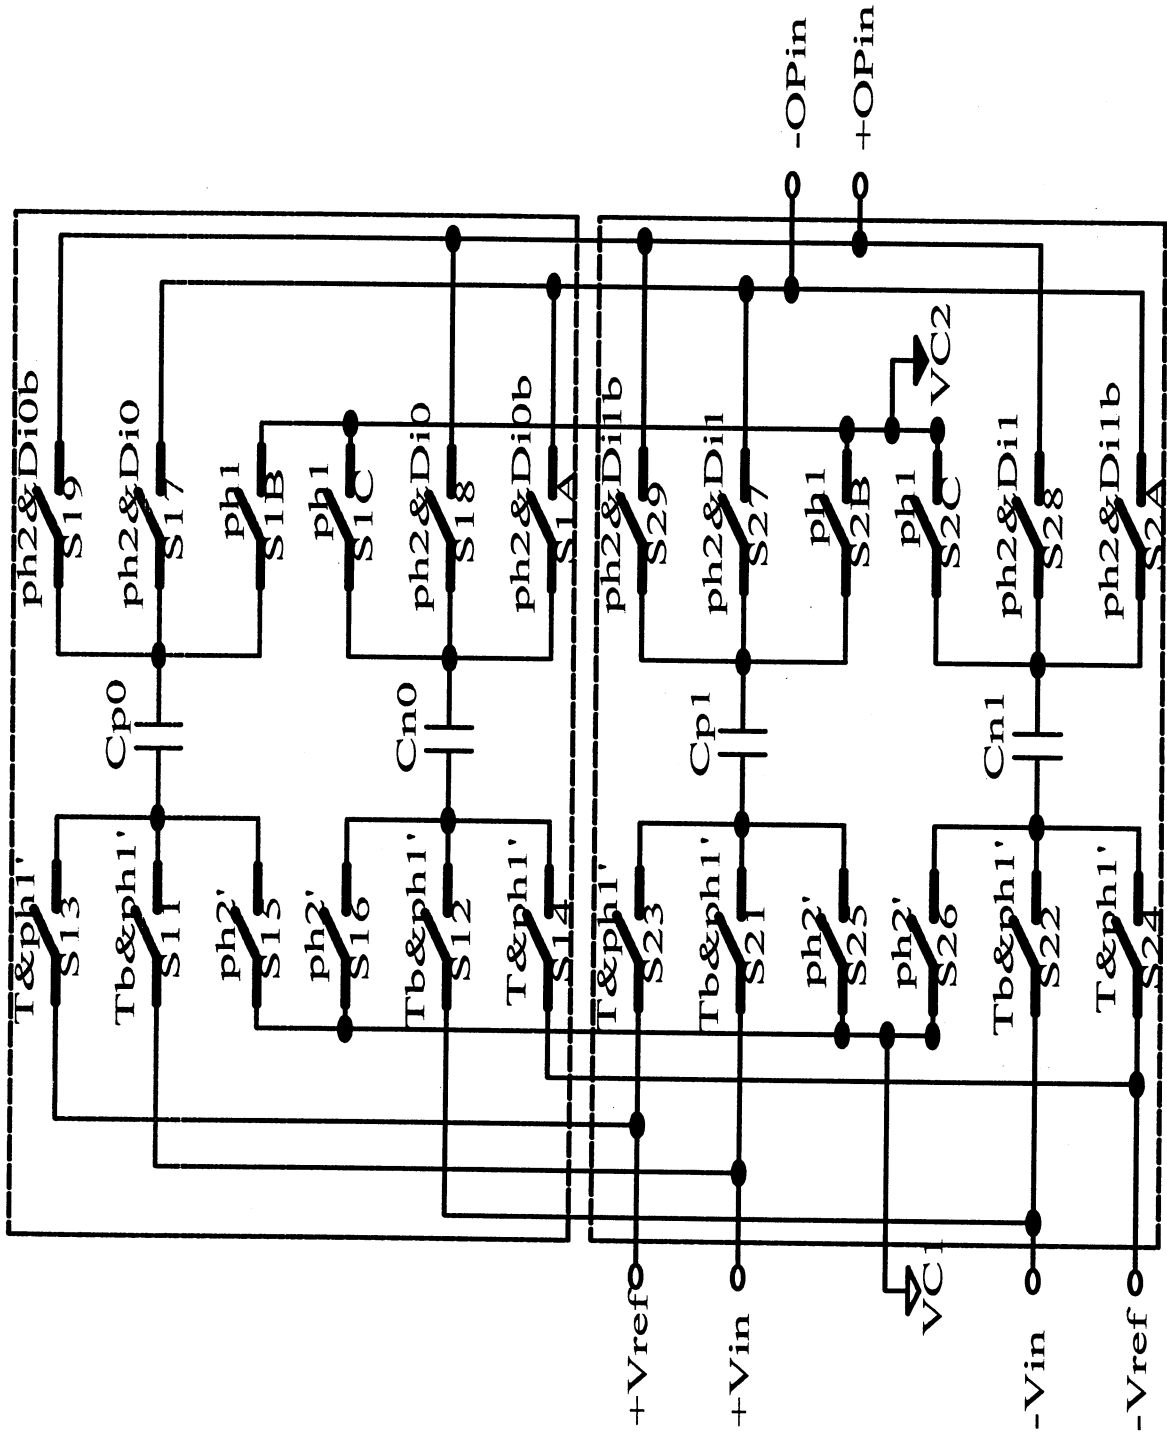 -OPin
+OPin
ph2&Di0b
S19
ph2&Di0
S17
ph1
S1B
ph1
S1C
ph2&Di0
S18
ph2&Di0b
S1A
ph2&Di1b
S29
ph2&Di1
S27
ph1
S2B
VC2
ph1
S2C
ph2&Di1
S28
ph2&Di1b
S2A
Cp0
Cn0
Cp1
Cn1
T&ph1'
S13
Tb&ph1'
S11
ph2'
S15
ph2'
S16
Tb&ph1'
S12
T&ph1'
S14
T&ph1'
S23
Tb&ph1'
S21
ph2'
S25
ph2'
S26
Tb&ph1'
S22
T&ph1'
S24
+Vref
+Vin
VC1
-Vin
-Vref